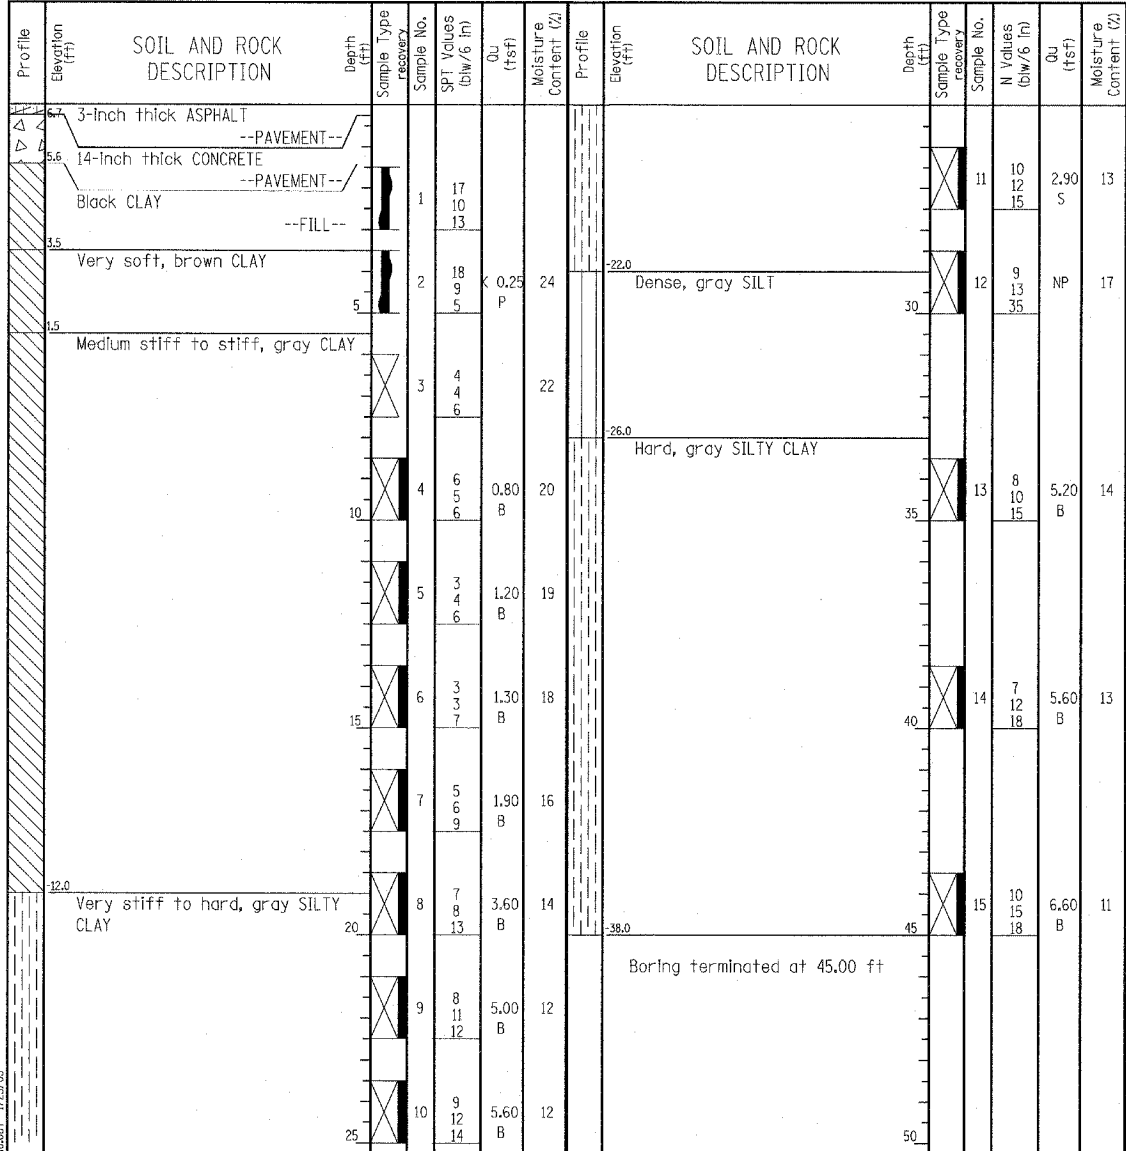 Profile
Elevation (ft)
SOIL AND ROCK
DESCRIPTION
Depth (ft)
Sample Type
recovery
Sample No.
SPT Values
(blw/6 in)
Qu
(tsf)
Moisture
Content (%)
6.7 3-inch thick ASPHALT
--PAVEMENT--
5.6 14-inch thick CONCRETE
--PAVEMENT--
Black CLAY
--FILL--
1
17
10
13
3.5
Very soft, brown CLAY
5
2
18
9
5
< 0.25
P
24
1.5
Medium stiff to stiff, gray CLAY
3
4
4
6
22
10
4
6
5
6
0.80
B
20
5
3
4
6
1.20
B
19
15
6
3
3
7
1.30
B
18
7
5
6
9
1.90
B
16
-12.0
Very stiff to hard, gray SILTY
CLAY
20
8
7
8
13
3.60
B
14
9
8
11
12
5.00
B
12
25
10
9
12
14
5.60
B
12
Profile
Elevation (ft)
SOIL AND ROCK
DESCRIPTION
Depth (ft)
Sample Type
recovery
Sample No.
N Values
(blw/6 in)
Qu
(tsf)
Moisture
Content (%)
11
10
12
15
2.90
S
13
-22.0
Dense, gray SILT
30
12
9
13
35
NP
17
-26.0
Hard, gray SILTY CLAY
35
13
8
10
15
5.20
B
14
40
14
7
12
18
5.60
B
13
45
15
10
15
18
6.60
B
11
-38.0
Boring terminated at 45.00 ft
50